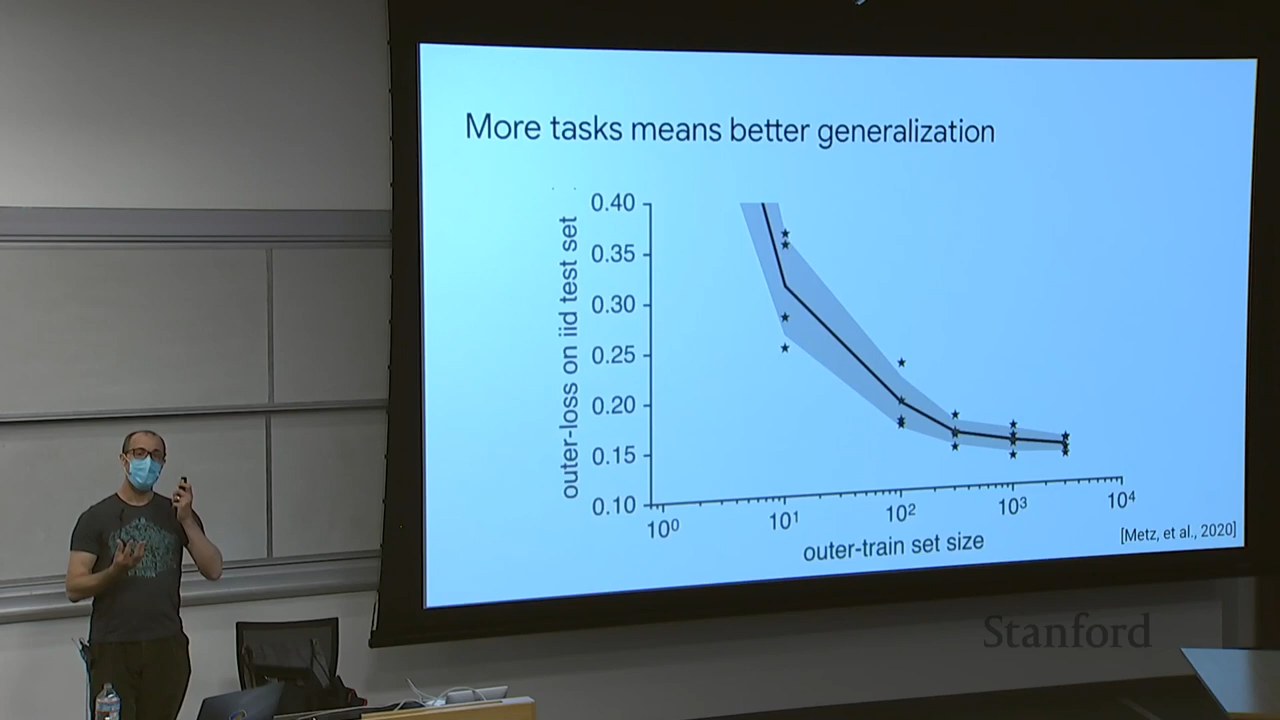 More tasks means better generalization
outer-loss on iid test set
0.40
0.35
0.30
0.25
0.20
0.15
0.10
10⁰
10¹
10²
10³
10⁴
outer-train set size
[Metz, et al., 2020]
Stanford